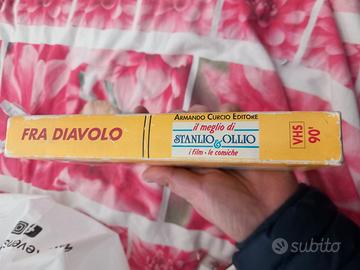 FRA DIAVOLO
ARMANDO CURCIO EDITORE
il meglio di
STANLIO & OLLIO
i film - le comiche
VHS
90'
subito